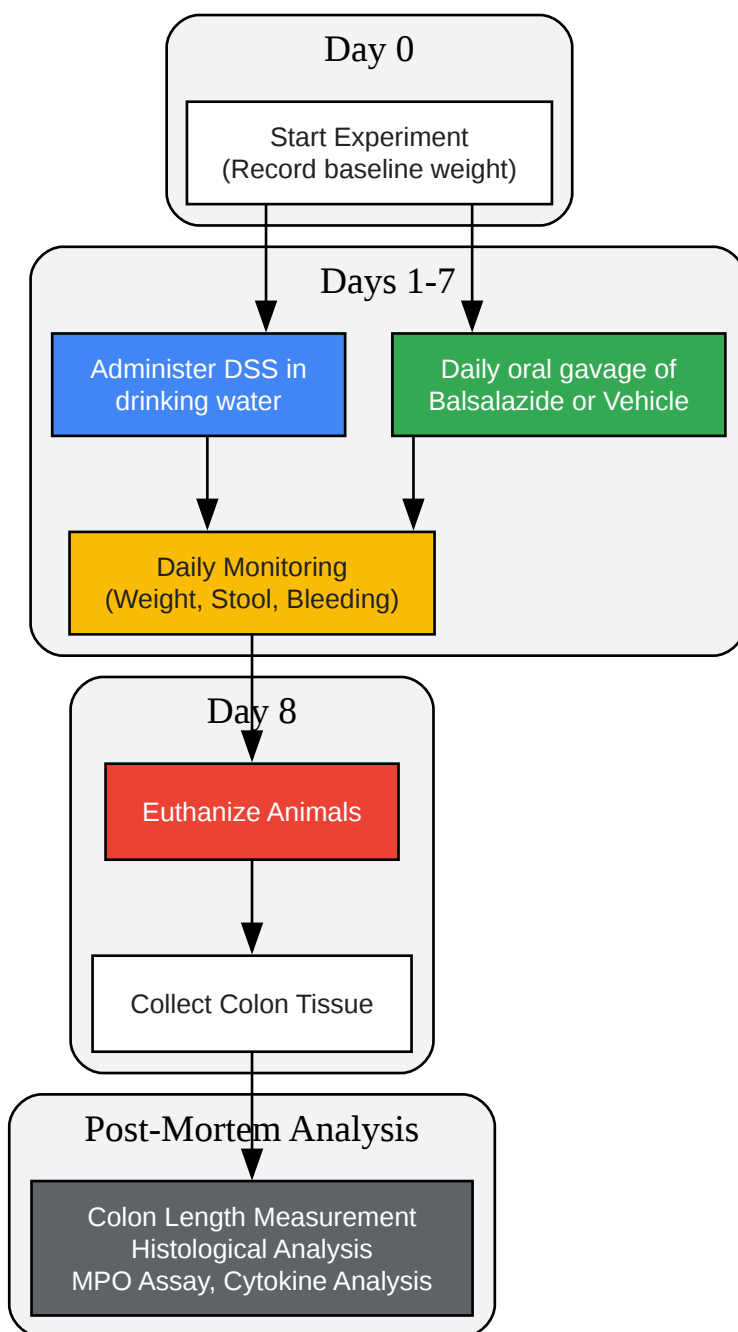 Day 0
Start Experiment
(Record baseline weight)
Days 1-7
Administer DSS in
drinking water
Daily oral gavage of
Balsalazide or Vehicle
Daily Monitoring
(Weight, Stool, Bleeding)
Day 8
Euthanize Animals
Collect Colon Tissue
Post-Mortem Analysis
Colon Length Measurement
Histological Analysis
MPO Assay, Cytokine Analysis